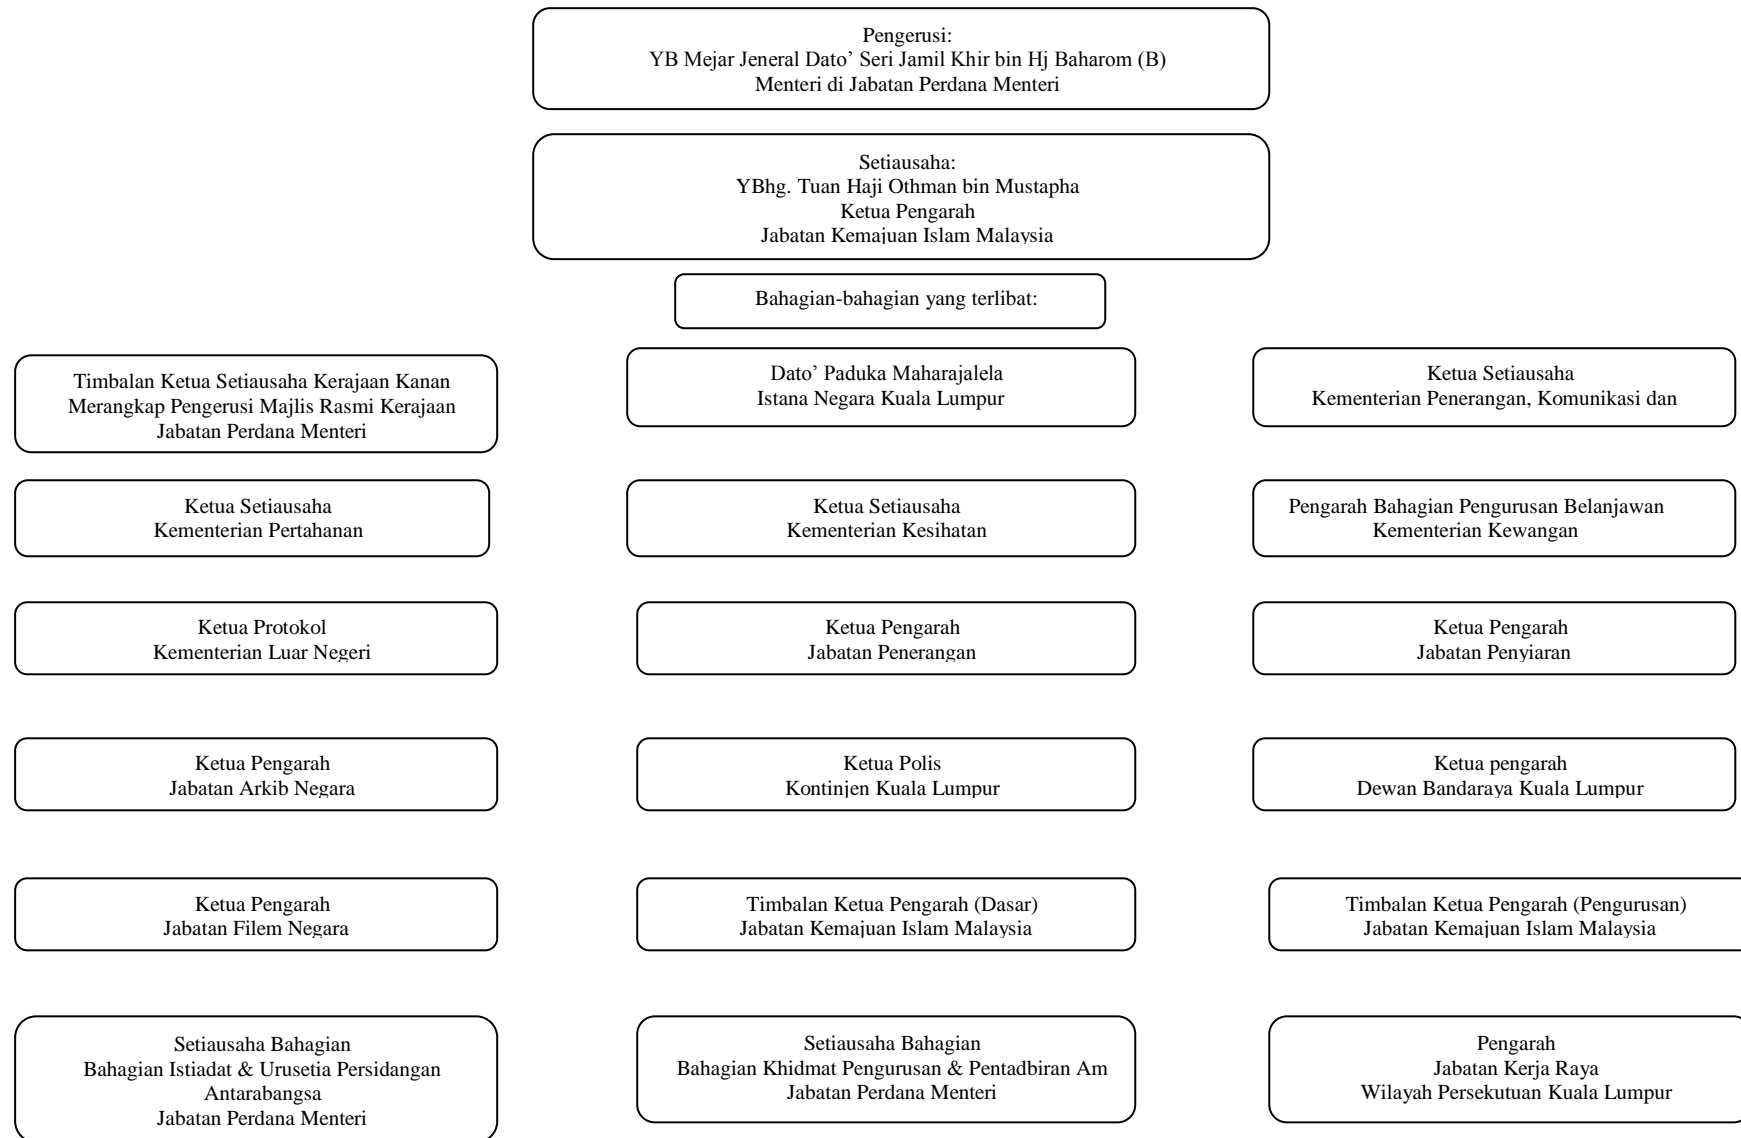 Pengerusi:
YB Mejar Jeneral Dato’ Seri Jamil Khir bin Hj Baharom (B)
Menteri di Jabatan Perdana Menteri
Setiausaha:
YBhg. Tuan Haji Othman bin Mustapha
Ketua Pengarah
Jabatan Kemajuan Islam Malaysia
Bahagian-bahagian yang terlibat:
Timbalan Ketua Setiausaha Kerajaan Kanan
Merangkap Pengerusi Majlis Rasmi Kerajaan
Jabatan Perdana Menteri
Dato’ Paduka Maharajalela
Istana Negara Kuala Lumpur
Ketua Setiausaha
Kementerian Penerangan, Komunikasi dan
Ketua Setiausaha
Kementerian Pertahanan
Ketua Setiausaha
Kementerian Kesihatan
Pengarah Bahagian Pengurusan Belanjawan
Kementerian Kewangan
Ketua Protokol
Kementerian Luar Negeri
Ketua Pengarah
Jabatan Penerangan
Ketua Pengarah
Jabatan Penyiaran
Ketua Pengarah
Jabatan Arkib Negara
Ketua Polis
Kontinjen Kuala Lumpur
Ketua pengarah
Dewan Bandaraya Kuala Lumpur
Ketua Pengarah
Jabatan Filem Negara
Timbalan Ketua Pengarah (Dasar)
Jabatan Kemajuan Islam Malaysia
Timbalan Ketua Pengarah (Pengurusan)
Jabatan Kemajuan Islam Malaysia
Setiausaha Bahagian
Bahagian Istiadat & Urusetia Persidangan
Antarabangsa
Jabatan Perdana Menteri
Setiausaha Bahagian
Bahagian Khidmat Pengurusan & Pentadbiran Am
Jabatan Perdana Menteri
Pengarah
Jabatan Kerja Raya
Wilayah Persekutuan Kuala Lumpur